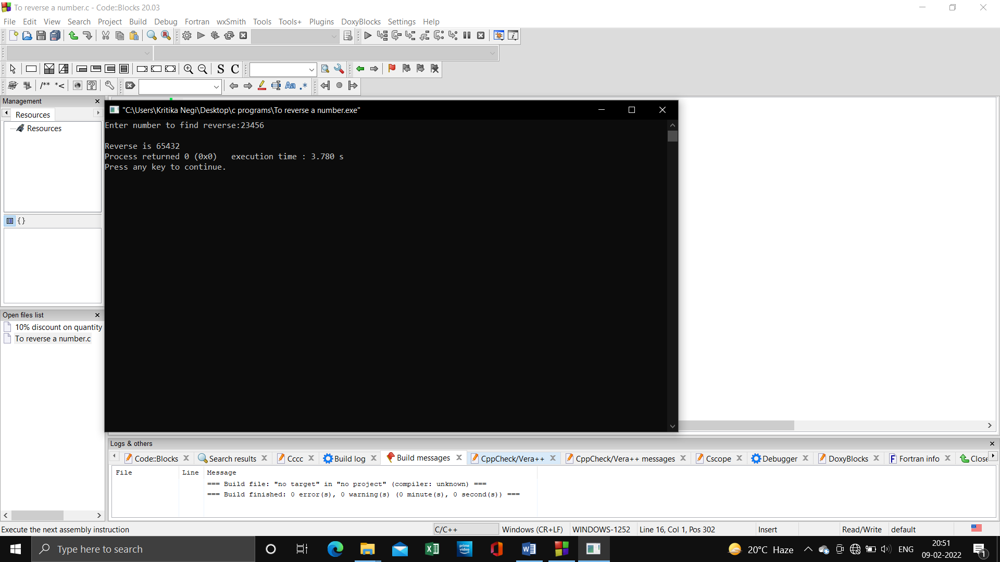 To reverse a number.c - Code::Blocks 20.03
File Edit View Search Project Build Debug Fortran wxSmith Tools Tools+ Plugins DoxyBlocks Settings Help
S C
/** *< Aa .*
Management
Resources
Resources
{}
Open files list
10% discount on quantity
To reverse a number.c
"C:\Users\Kritika Negi\Desktop\c programs\To reverse a number.exe"
Enter number to find reverse:23456
Reverse is 65432
Process returned 0 (0x0)   execution time : 3.780 s
Press any key to continue.
Logs & others
Code::Blocks Search results Cccc Build log Build messages CppCheck/Vera++ CppCheck/Vera++ messages Cscope Debugger DoxyBlocks Fortran info Close
File Line Message
=== Build file: "no target" in "no project" (compiler: unknown) ===
=== Build finished: 0 error(s), 0 warning(s) (0 minute(s), 0 second(s)) ===
Execute the next assembly instruction C/C++ Windows (CR+LF) WINDOWS-1252 Line 16, Col 1, Pos 302 Insert Read/Write default
Type here to search
prime video
20°C Haze
ENG
20:51
09-02-2022
1